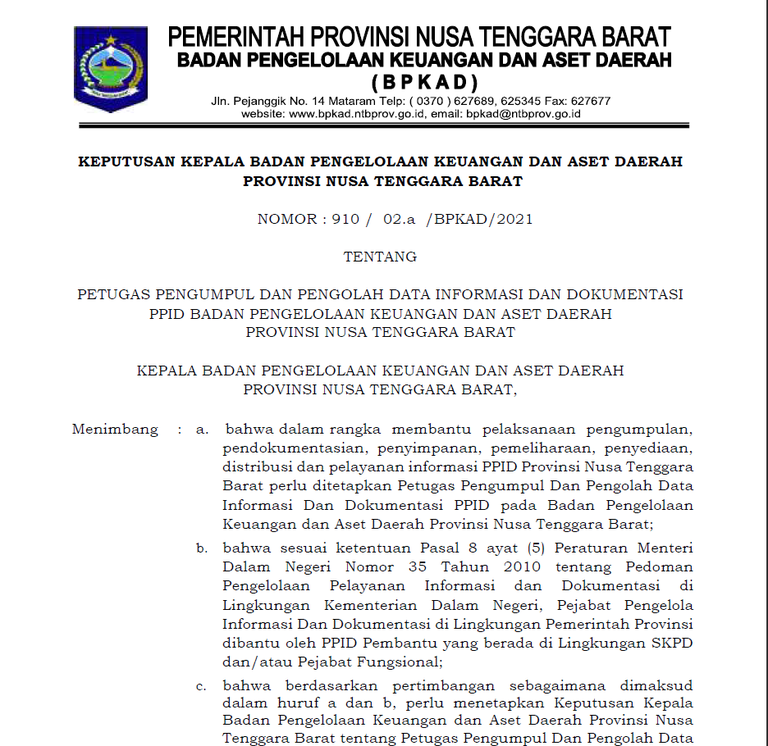 PEMERINTAH PROVINSI NUSA TENGGARA BARAT
BADAN PENGELOLAAN KEUANGAN DAN ASET DAERAH
( B P K A D )
Jln. Pejanggik No. 14 Mataram Telp: ( 0370 ) 627689, 625345 Fax: 627677
website: www.bpkad.ntbprov.go.id, email: bpkad@ntbprov.go.id
KEPUTUSAN KEPALA BADAN PENGELOLAAN KEUANGAN DAN ASET DAERAH
PROVINSI NUSA TENGGARA BARAT
NOMOR : 910 / 02.a /BPKAD/2021
TENTANG
PETUGAS PENGUMPUL DAN PENGOLAH DATA INFORMASI DAN DOKUMENTASI
PPID BADAN PENGELOLAAN KEUANGAN DAN ASET DAERAH
PROVINSI NUSA TENGGARA BARAT
KEPALA BADAN PENGELOLAAN KEUANGAN DAN ASET DAERAH
PROVINSI NUSA TENGGARA BARAT,
Menimbang : a. bahwa dalam rangka membantu pelaksanaan pengumpulan,
pendokumentasian, penyimpanan, pemeliharaan, penyediaan,
distribusi dan pelayanan informasi PPID Provinsi Nusa Tenggara
Barat perlu ditetapkan Petugas Pengumpul Dan Pengolah Data
Informasi Dan Dokumentasi PPID pada Badan Pengelolaan
Keuangan dan Aset Daerah Provinsi Nusa Tenggara Barat;
b. bahwa sesuai ketentuan Pasal 8 ayat (5) Peraturan Menteri
Dalam Negeri Nomor 35 Tahun 2010 tentang Pedoman
Pengelolaan Pelayanan Informasi dan Dokumentasi di
Lingkungan Kementerian Dalam Negeri, Pejabat Pengelola
Informasi Dan Dokumentasi di Lingkungan Pemerintah Provinsi
dibantu oleh PPID Pembantu yang berada di Lingkungan SKPD
dan/atau Pejabat Fungsional;
c. bahwa berdasarkan pertimbangan sebagaimana dimaksud
dalam huruf a dan b, perlu menetapkan Keputusan Kepala
Badan Pengelolaan Keuangan dan Aset Daerah Provinsi Nusa
Tenggara Barat tentang Petugas Pengumpul Dan Pengolah Data